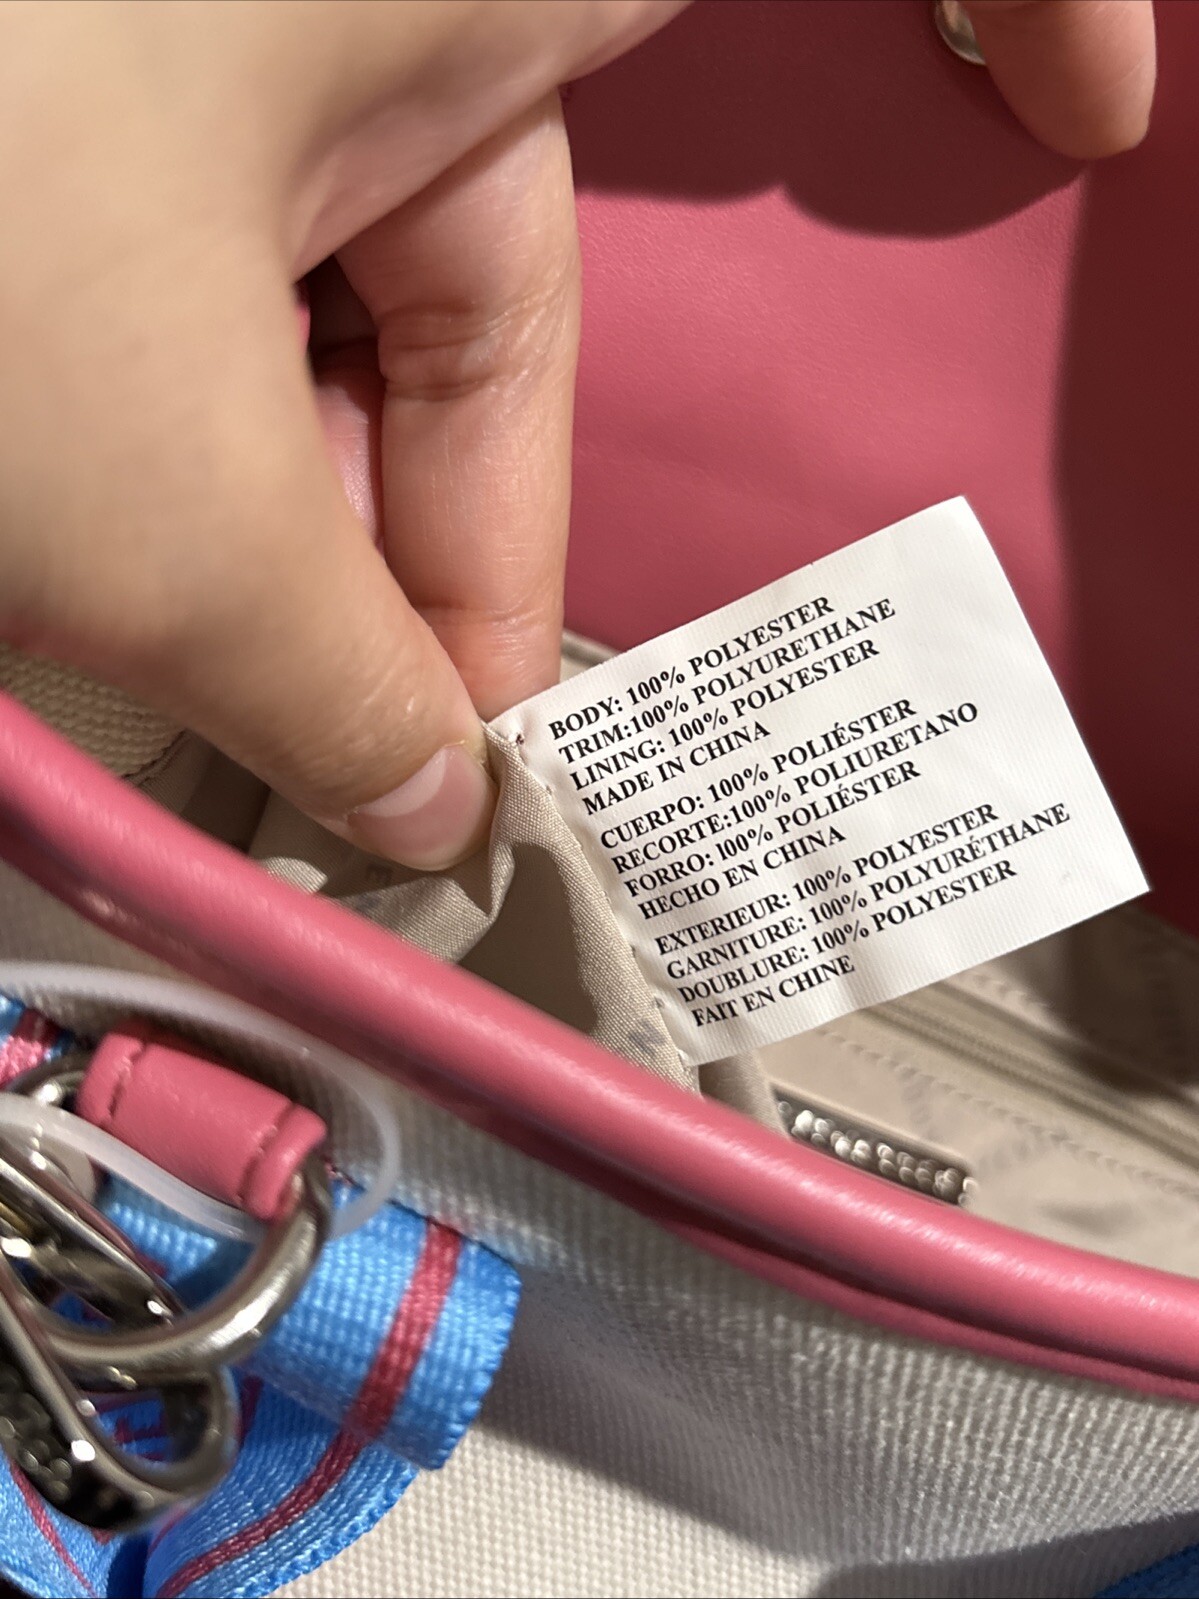 BODY: 100% POLYESTER
TRIM:100% POLYURETHANE
LINING: 100% POLYESTER
MADE IN CHINA
CUERPO: 100% POLIÉSTER
RECORTE:100% POLIURETANO
FORRO: l00% POLIÉSTER
HECHO EN CHINA
EXTERIEUR: 100% POLYESTER
GARNITURE: 100% POLYURÉTHANE
DOUBLURE: 100% POLYESTER
FAIT EN CHINE